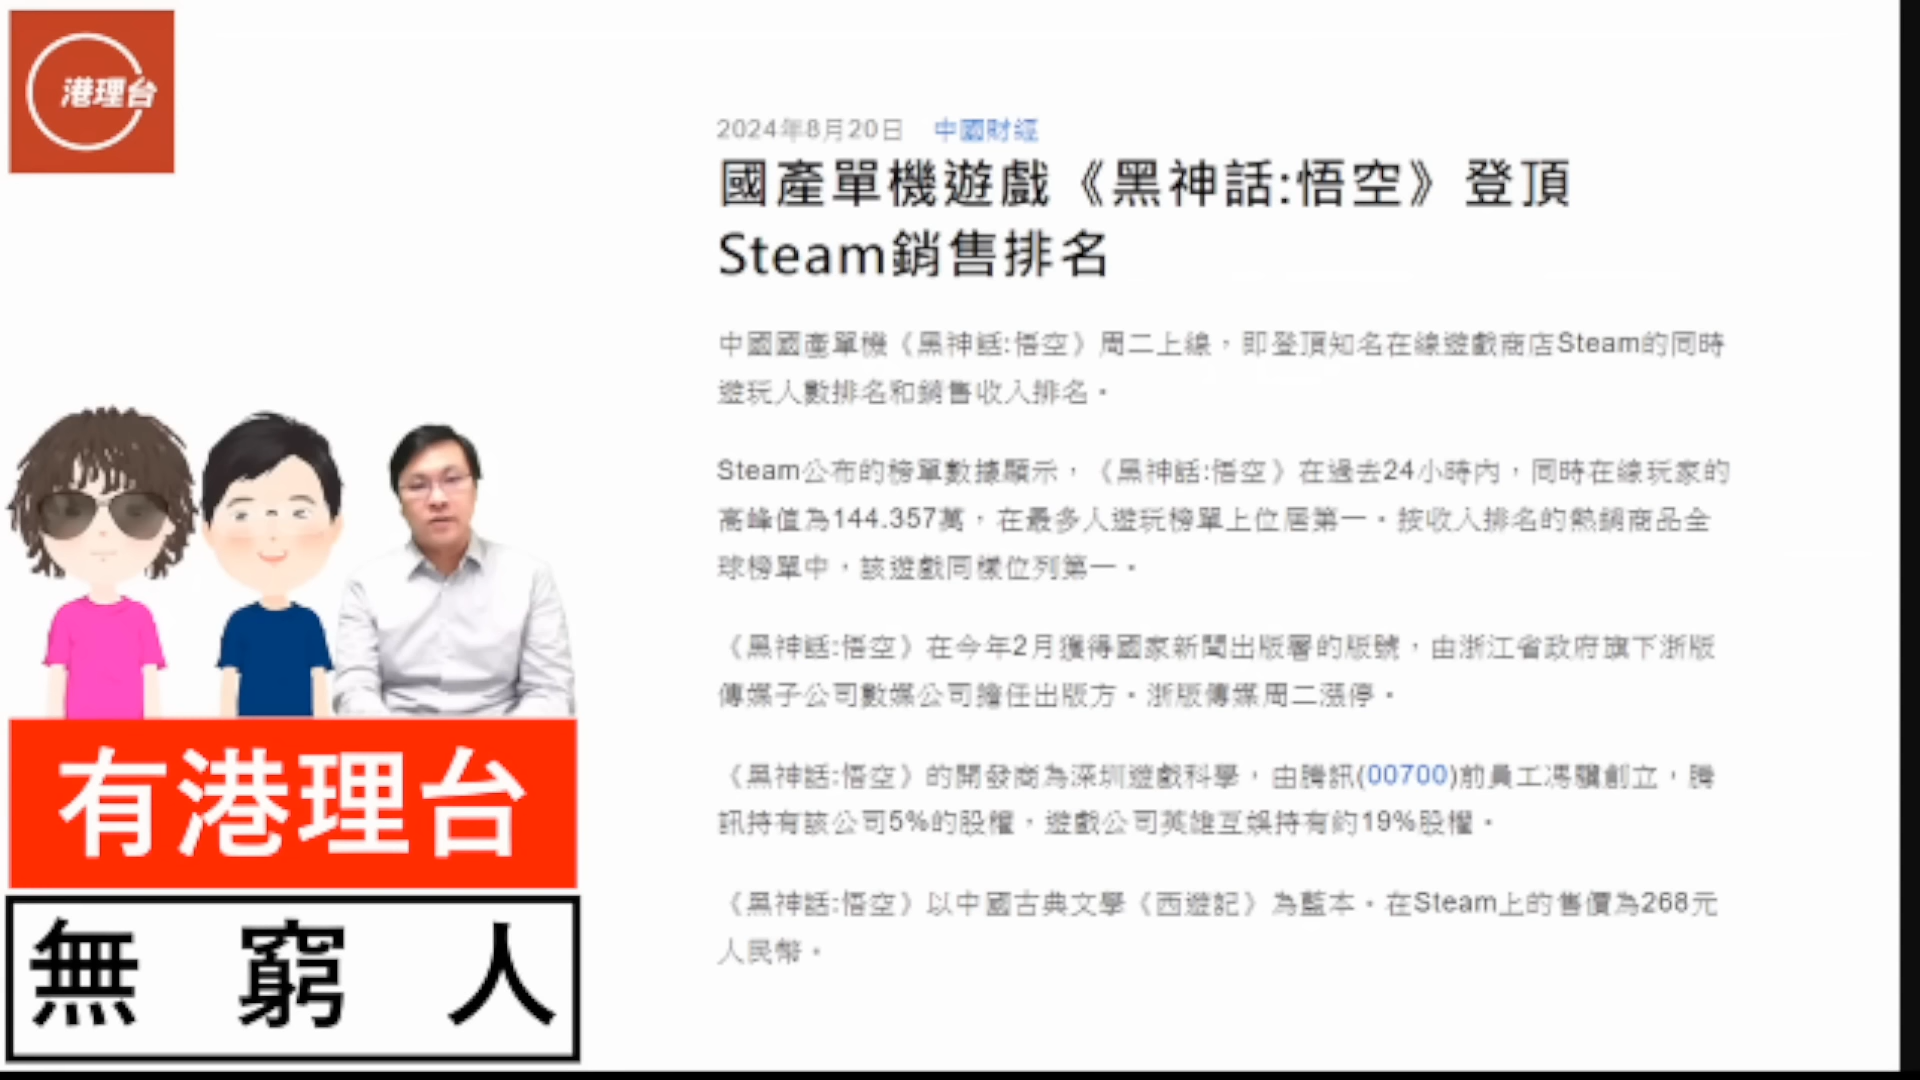 港理台
2024年8月20日 中國財經
國產單機遊戲《黑神話:悟空》登頂
Steam銷售排名
中國國產單機《黑神話:悟空》周二上線，即登頂知名在線遊戲商店Steam的同時
遊玩人數排名和銷售收入排名。
Steam公布的榜單數據顯示，《黑神話:悟空》在過去24小時內，同時在線玩家的
高峰值為144.357萬，在最多人遊玩榜單上位居第一。按收入排名的熱銷商品全
球榜單中，該遊戲同樣位列第一。
《黑神話:悟空》在今年2月獲得國家新聞出版署的版號，由浙江省政府旗下浙版
傳媒子公司數媒公司擔任出版方。浙版傳媒周二漲停。
《黑神話:悟空》的開發商為深圳遊戲科學，由騰訊(00700)前員工馮驥創立，騰
訊持有該公司5%的股權，遊戲公司英雄互娛持有約19%股權。
《黑神話:悟空》以中國古典文學《西遊記》為藍本。在Steam上的售價為268元
人民幣。
有港理台
無窮人